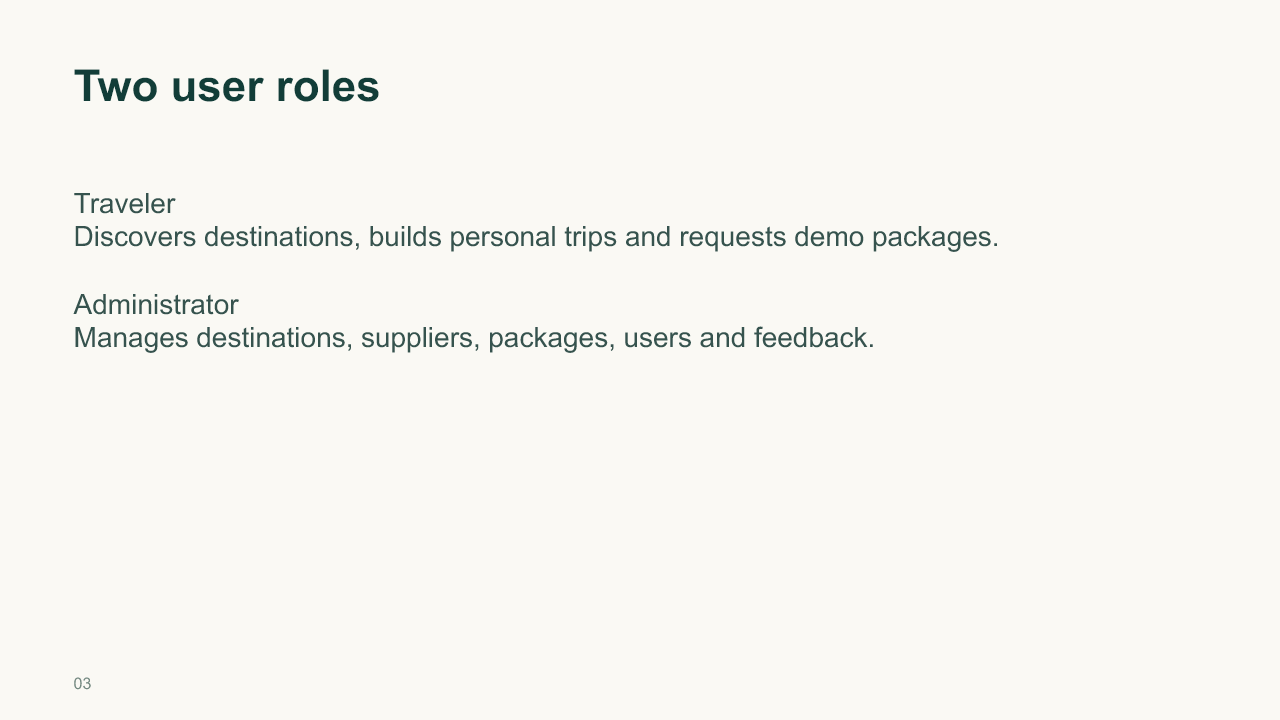 Two user roles
Traveler
Discovers destinations, builds personal trips and requests demo packages.
Administrator
Manages destinations, suppliers, packages, users and feedback.
03